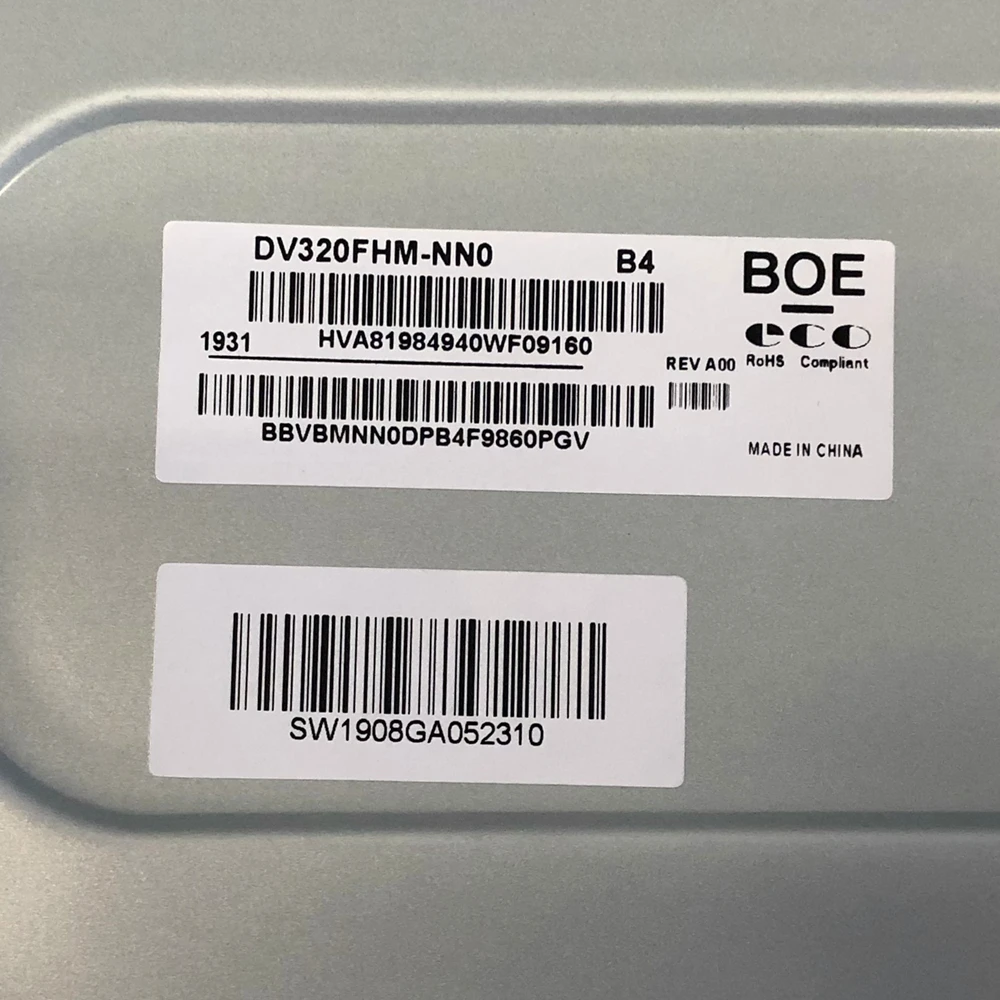 DV320FHM-NN0 B4
BOE
HVA81984940WF09160
1931
eco
REV A00 RoHS Compliant
BBVBMNN0DPB4F9860PGV
MADE IN CHINA
SW1908GA052310